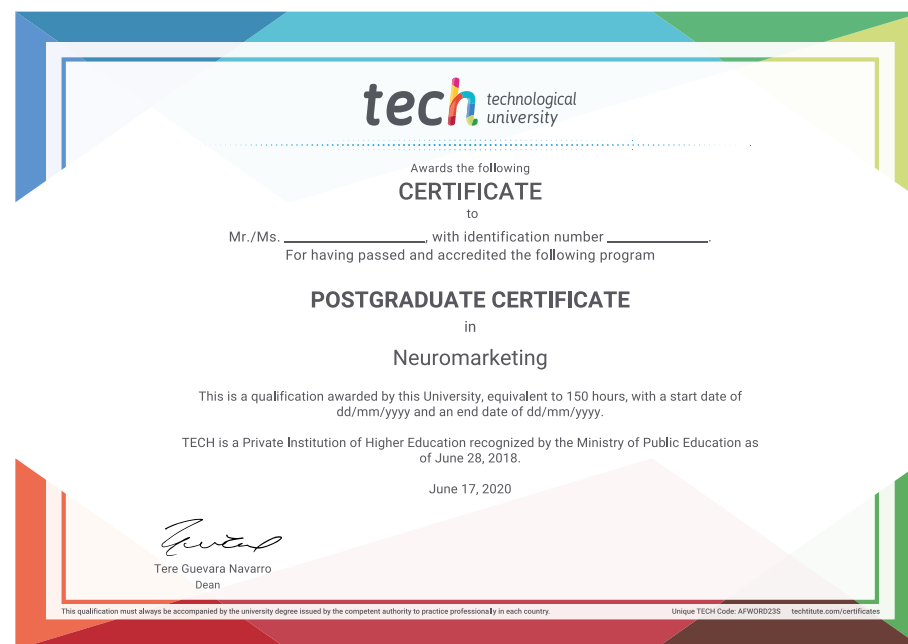 tech technological
university
Awards the following
CERTIFICATE
to
Mr./Ms. ____________________, with identification number ______________.
For having passed and accredited the following program
POSTGRADUATE CERTIFICATE
in
Neuromarketing
This is a qualification awarded by this University, equivalent to 150 hours, with a start date of
dd/mm/yyyy and an end date of dd/mm/yyyy.
TECH is a Private Institution of Higher Education recognized by the Ministry of Public Education as
of June 28, 2018.
June 17, 2020
Tere Guevara Navarro
Dean
This qualification must always be accompanied by the university degree issued by the competent authority to practice professionally in each country. Unique TECH Code: AFWORD23S techtitute.com/certificates